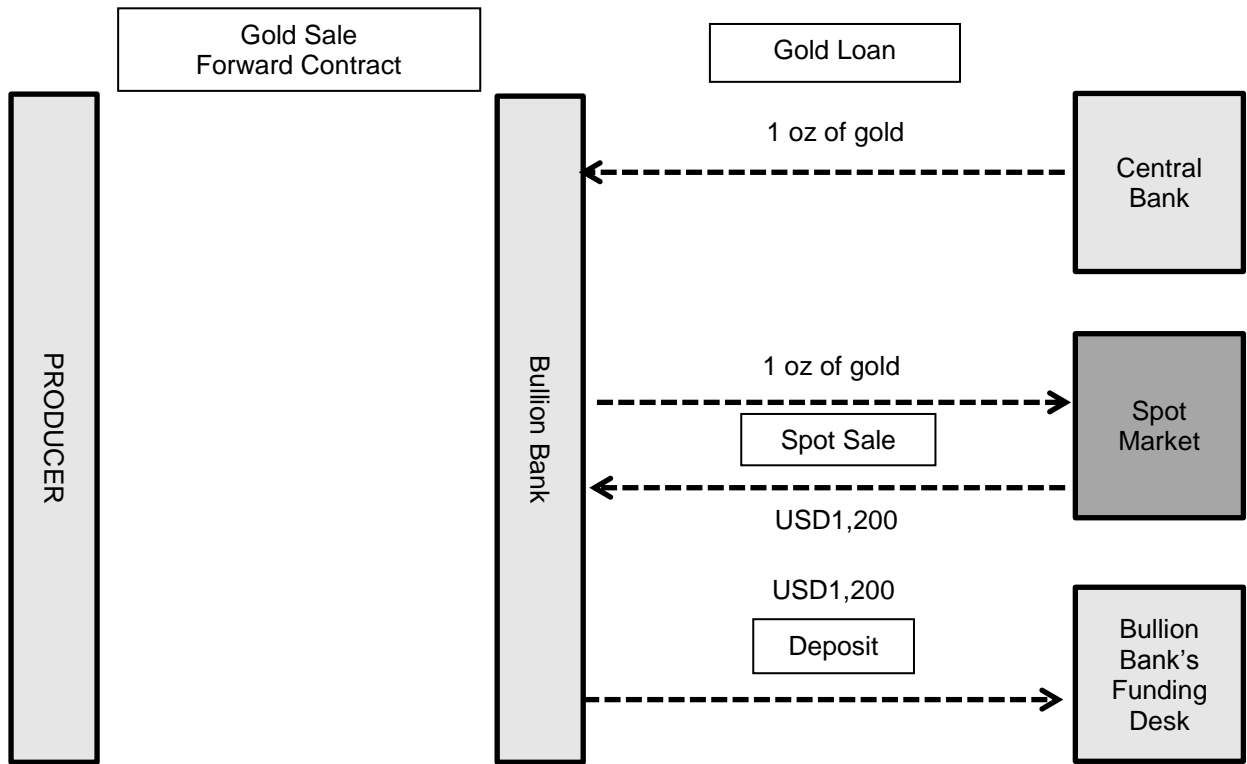 Gold Sale
Forward Contract
Gold Loan
PRODUCER
Bullion Bank
1 oz of gold
Central
Bank
1 oz of gold
Spot Sale
USD1,200
Spot
Market
USD1,200
Deposit
Bullion
Bank’s
Funding
Desk